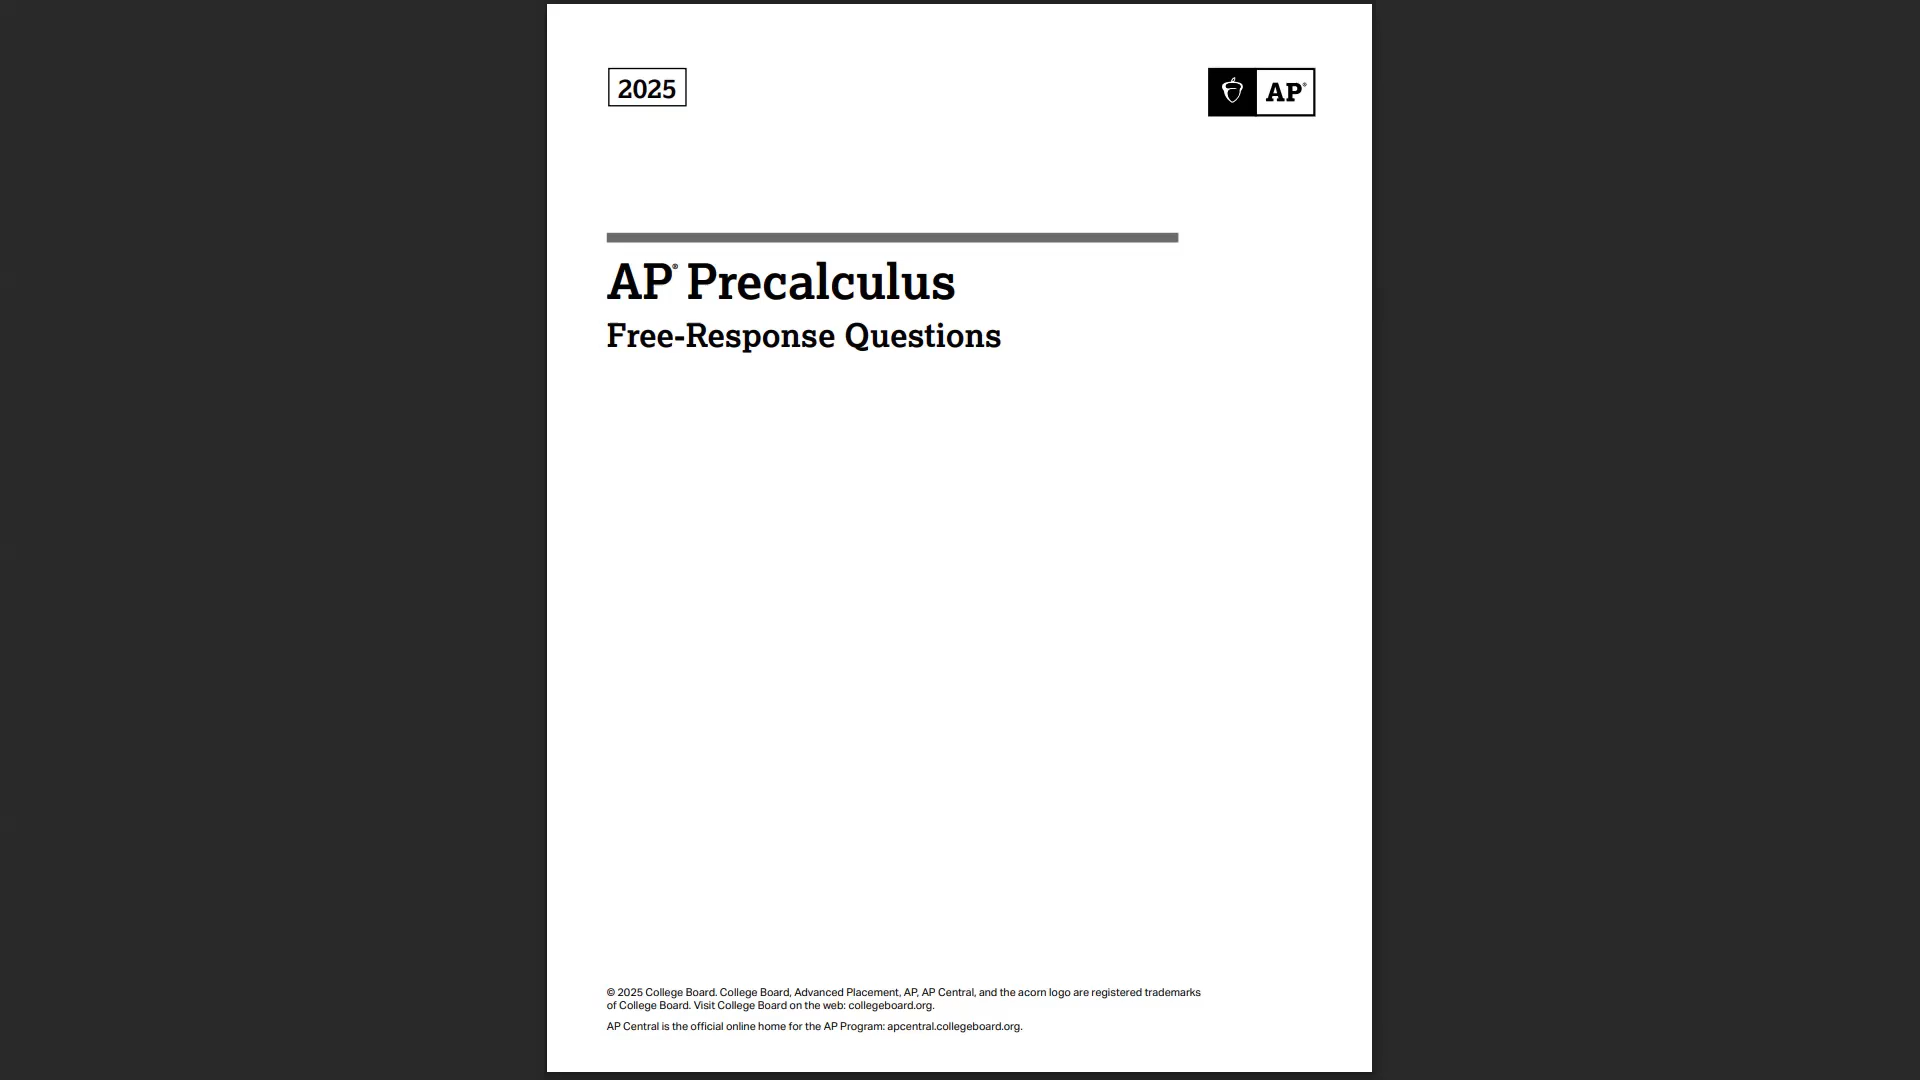 2025
AP®
AP® Precalculus
Free-Response Questions
© 2025 College Board. College Board, Advanced Placement, AP, AP Central, and the acorn logo are registered trademarks
of College Board. Visit College Board on the web: collegeboard.org.
AP Central is the official online home for the AP Program: apcentral.collegeboard.org.